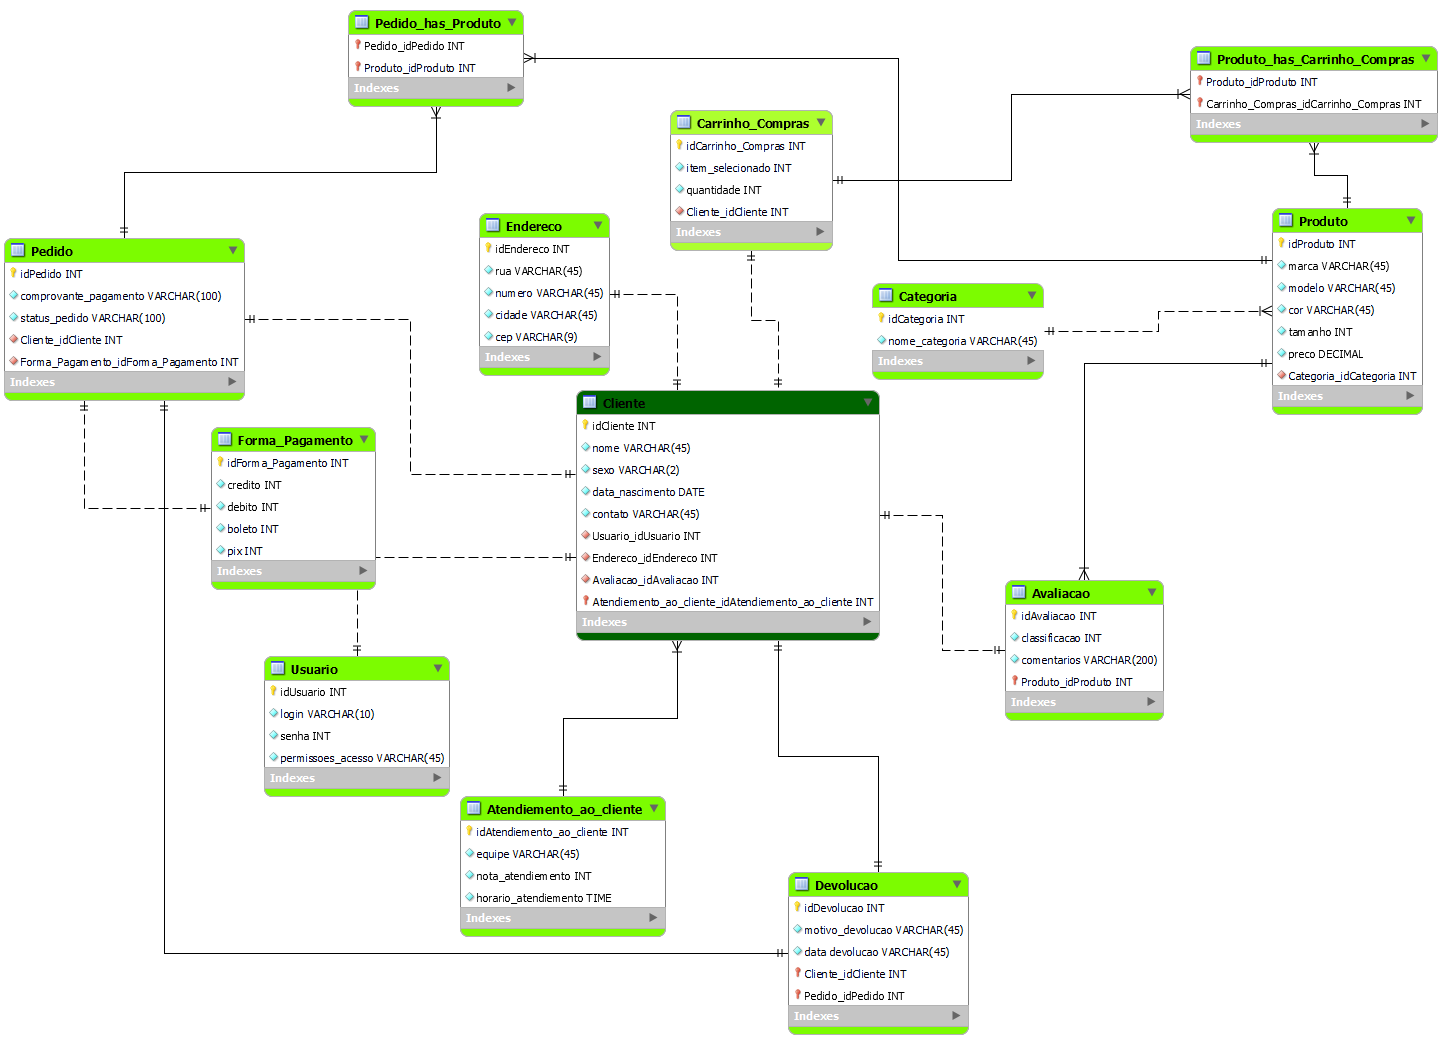 Pedido_has_Produto
Pedido_idPedido INT
Produto_idProduto INT
Indexes
Produto_has_Carrinho_Compras
Produto_idProduto INT
Carrinho_Compras_idCarrinho_Compras INT
Indexes
Carrinho_Compras
idCarrinho_Compras INT
item_selecionado INT
quantidade INT
Cliente_idCliente INT
Indexes
Endereco
idEndereco INT
rua VARCHAR(45)
numero VARCHAR(45)
cidade VARCHAR(45)
cep VARCHAR(9)
Indexes
Produto
idProduto INT
marca VARCHAR(45)
modelo VARCHAR(45)
cor VARCHAR(45)
tamanho INT
preco DECIMAL
Categoria_idCategoria INT
Indexes
Pedido
idPedido INT
comprovante_pagamento VARCHAR(100)
status_pedido VARCHAR(100)
Cliente_idCliente INT
Forma_Pagamento_idForma_Pagamento INT
Indexes
Categoria
idCategoria INT
nome_categoria VARCHAR(45)
Indexes
Cliente
idCliente INT
nome VARCHAR(45)
sexo VARCHAR(2)
data_nascimento DATE
contato VARCHAR(45)
Usuario_idUsuario INT
Endereco_idEndereco INT
Avaliacao_idAvaliacao INT
Atendiemento_ao_cliente_idAtendiemento_ao_cliente INT
Indexes
Forma_Pagamento
idForma_Pagamento INT
credito INT
debito INT
boleto INT
pix INT
Indexes
Avaliacao
idAvaliacao INT
classificacao INT
comentarios VARCHAR(200)
Produto_idProduto INT
Indexes
Usuario
idUsuario INT
login VARCHAR(10)
senha INT
permissoes_acesso VARCHAR(45)
Indexes
Atendiemento_ao_cliente
idAtendiemento_ao_cliente INT
equipe VARCHAR(45)
nota_atendiemento INT
horario_atendiemento TIME
Indexes
Devolucao
idDevolucao INT
motivo_devolucao VARCHAR(45)
data devolucao VARCHAR(45)
Cliente_idCliente INT
Pedido_idPedido INT
Indexes